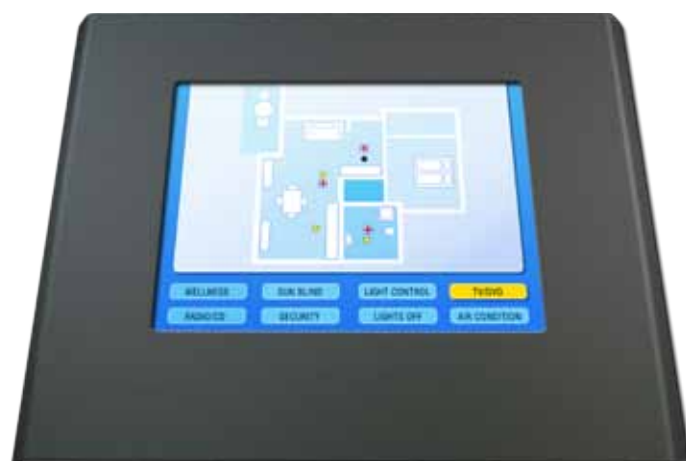 WELLNESS SUN BLIND LIGHT CONTROL TV/DVD
RADIO/CD SECURITY LIGHTS OFF AIR CONDITION